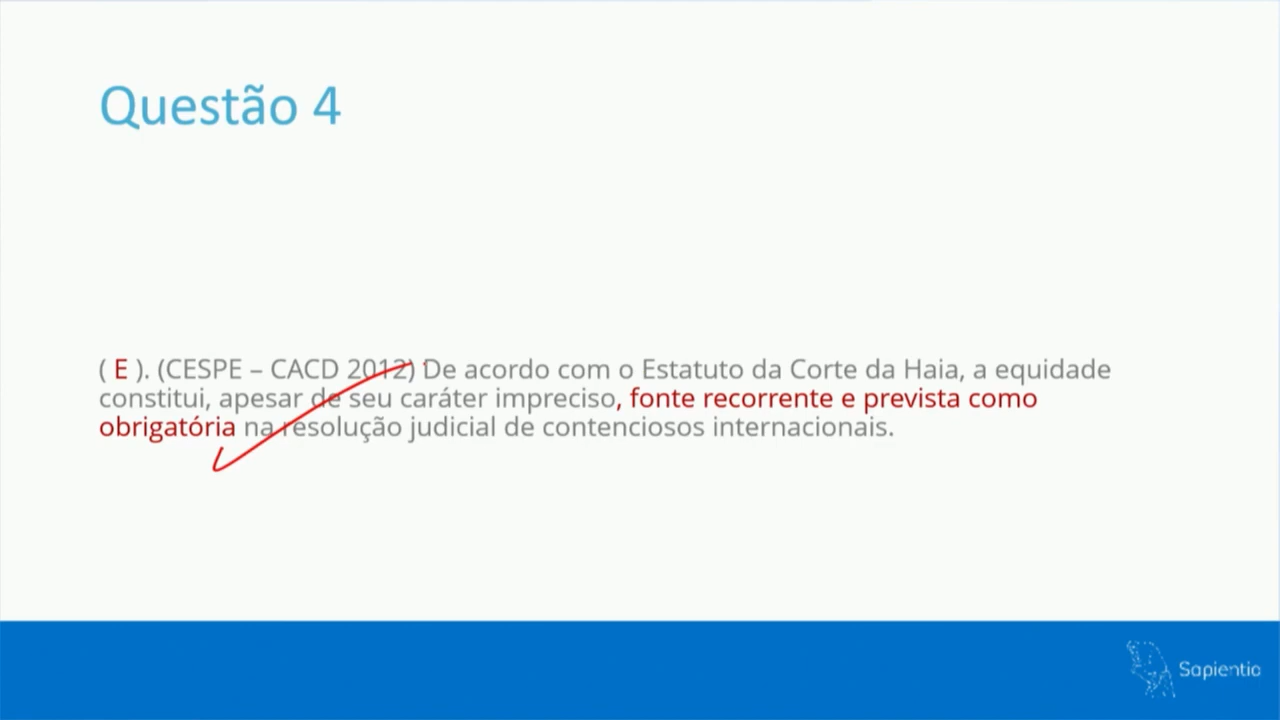 Questão 4
( E ). (CESPE – CACD 2012) De acordo com o Estatuto da Corte da Haia, a equidade
constitui, apesar de seu caráter impreciso, fonte recorrente e prevista como
obrigatória na resolução judicial de contenciosos internacionais.
Sapientia